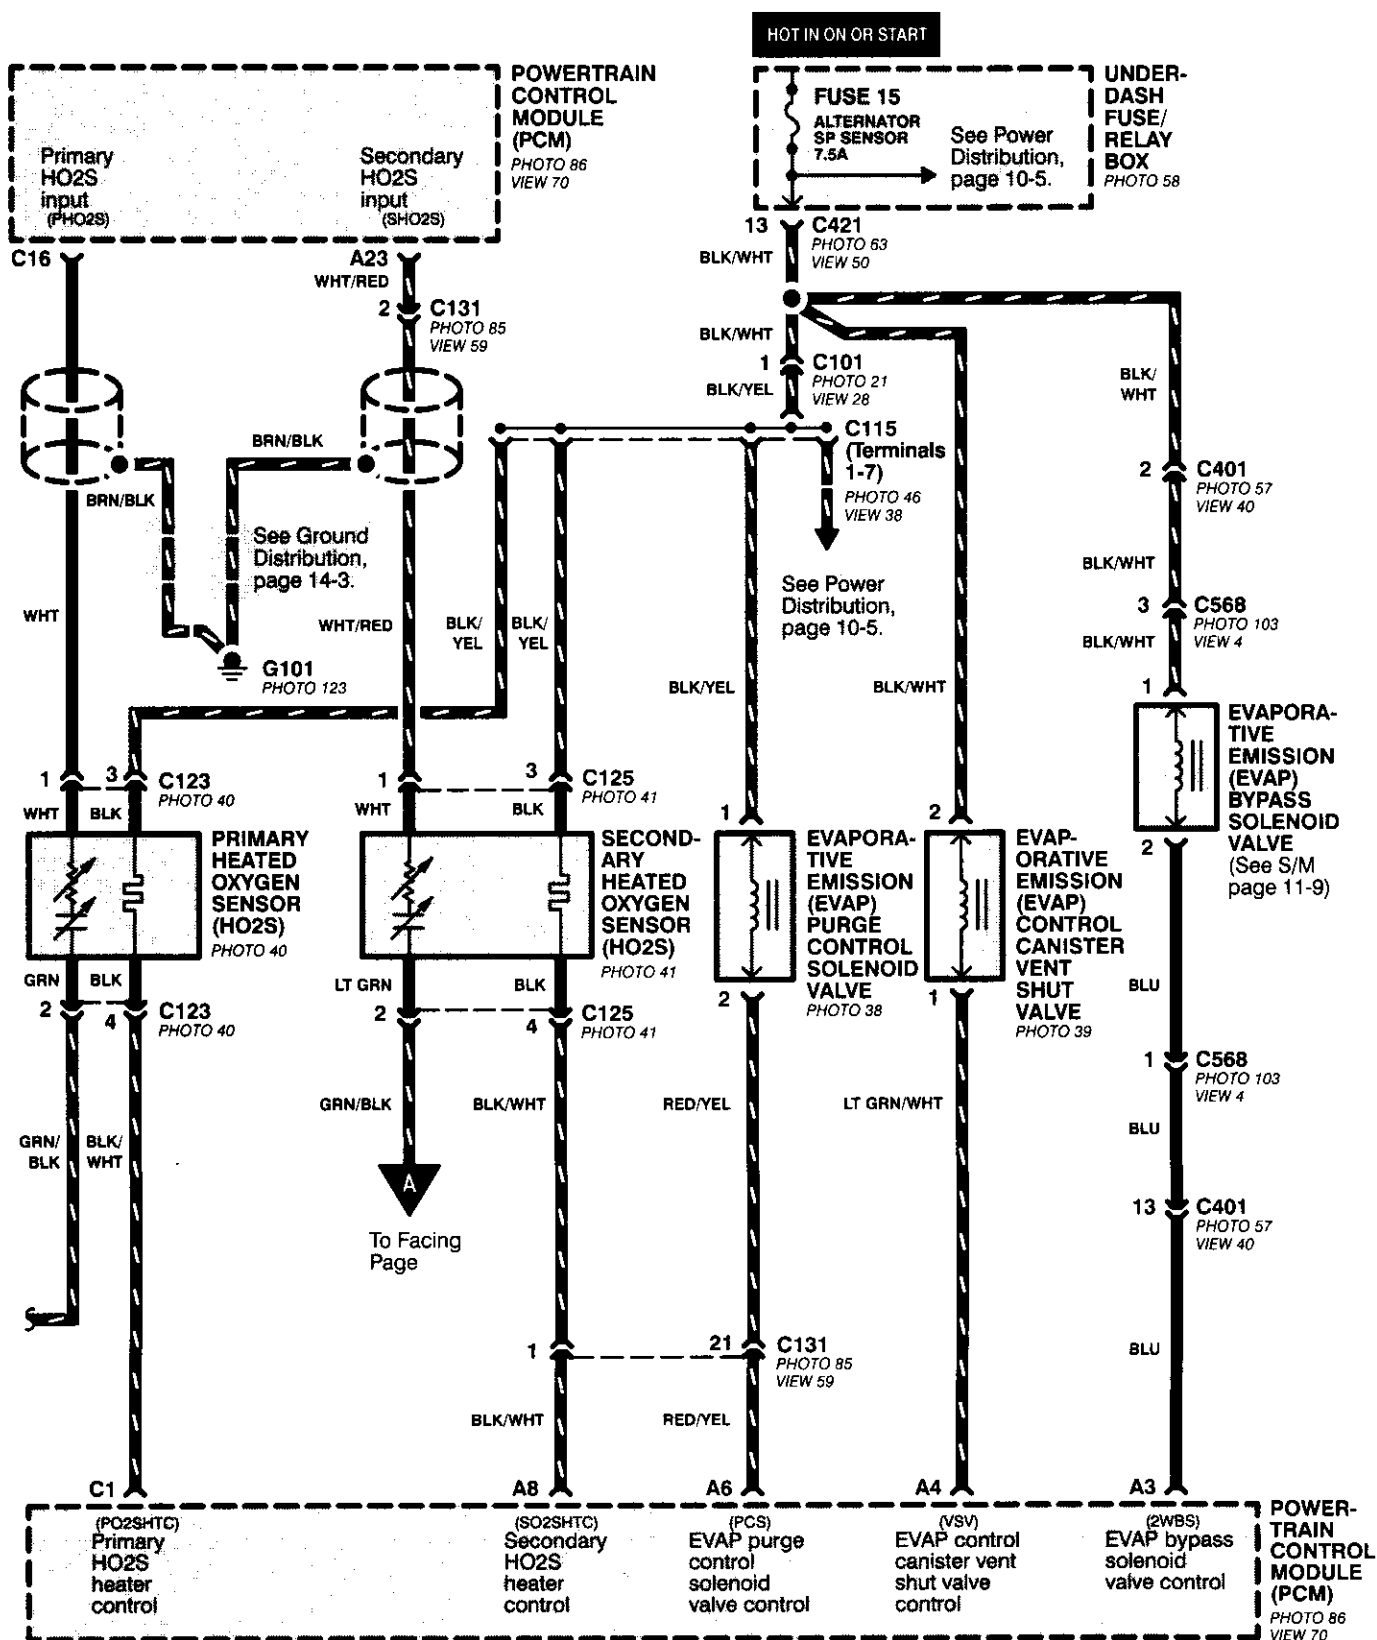 HOT IN ON OR START
POWERTRAIN
CONTROL
MODULE
(PCM)
PHOTO 86
VIEW 70
Primary
HO2S
input
(PHO2S)
Secondary
HO2S
input
(SHO2S)
FUSE 15
ALTERNATOR
SP SENSOR
7.5A
See Power
Distribution,
page 10-5.
UNDER-
DASH
FUSE/
RELAY
BOX
PHOTO 58
C16
A23
WHT/RED
2
C131
PHOTO 85
VIEW 59
13
C421
PHOTO 63
VIEW 50
BLK/WHT
BLK/WHT
1
C101
PHOTO 21
VIEW 28
BLK/YEL
BLK/
WHT
C115
(Terminals
1-7)
PHOTO 46
VIEW 38
BRN/BLK
BRN/BLK
2
C401
PHOTO 57
VIEW 40
See Ground
Distribution,
page 14-3.
See Power
Distribution,
page 10-5.
BLK/WHT
3
C568
PHOTO 103
VIEW 4
BLK/WHT
WHT
WHT/RED
BLK/
YEL
BLK/
YEL
G101
PHOTO 123
BLK/YEL
BLK/WHT
1
EVAPORA-
TIVE
EMISSION
(EVAP)
BYPASS
SOLENOID
VALVE
(See S/M
page 11-9)
2
1
3
C123
PHOTO 40
WHT
BLK
1
3
C125
PHOTO 41
WHT
BLK
1
2
PRIMARY
HEATED
OXYGEN
SENSOR
(HO2S)
PHOTO 40
SECOND-
ARY
HEATED
OXYGEN
SENSOR
(HO2S)
PHOTO 41
EVAPORA-
TIVE
EMISSION
(EVAP)
PURGE
CONTROL
SOLENOID
VALVE
PHOTO 38
EVAP-
ORATIVE
EMISSION
(EVAP)
CONTROL
CANISTER
VENT
SHUT
VALVE
PHOTO 39
GRN
BLK
2
4
C123
PHOTO 40
LT GRN
BLK
2
4
C125
PHOTO 41
2
1
BLU
1
C568
PHOTO 103
VIEW 4
GRN/BLK
BLK/WHT
RED/YEL
LT GRN/WHT
BLU
GRN/
BLK
BLK/
WHT
A
To Facing
Page
13
C401
PHOTO 57
VIEW 40
1
21
C131
PHOTO 85
VIEW 59
BLU
BLK/WHT
RED/YEL
C1
A8
A6
A4
A3
(PO2SHTC)
Primary
HO2S
heater
control
(SO2SHTC)
Secondary
HO2S
heater
control
(PCS)
EVAP purge
control
solenoid
valve control
(VSV)
EVAP control
canister vent
shut valve
control
(2WBS)
EVAP bypass
solenoid
valve control
POWER-
TRAIN
CONTROL
MODULE
(PCM)
PHOTO 86
VIEW 70